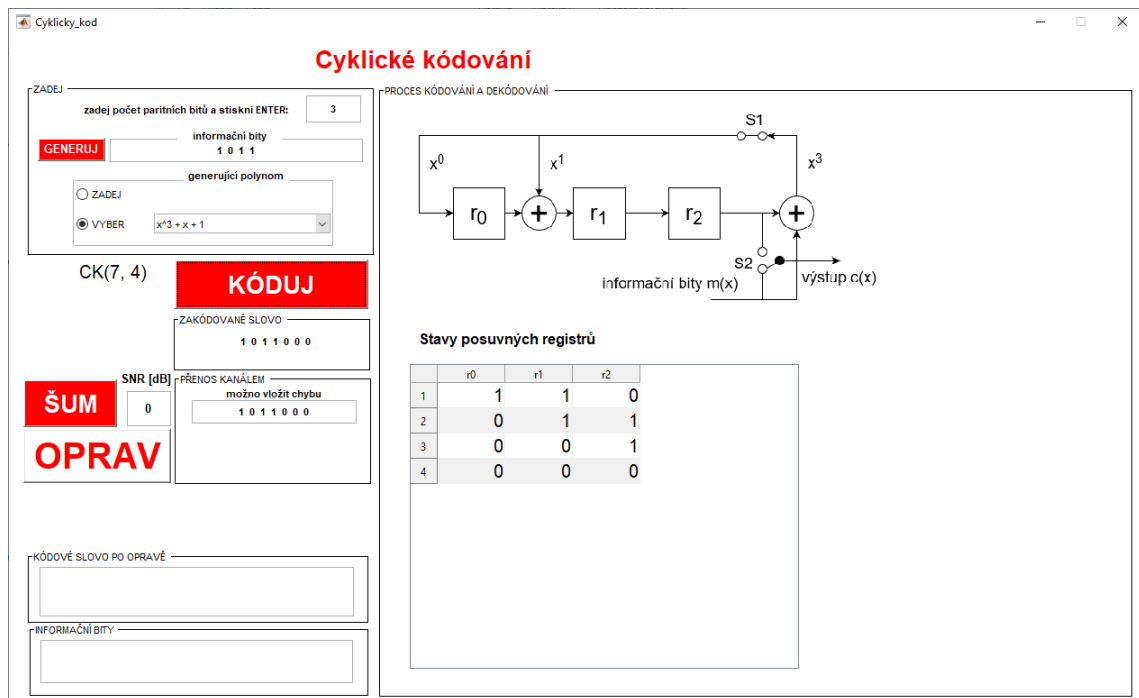 Cyklicky_kod
Cyklické kódování
ZADEJ
zadej počet paritních bitů a stiskni ENTER: 3
informační bity
GENERUJ 1 0 1 1
generující polynom
ZADEJ
VYBER x^3 + x + 1
CK(7, 4) KÓDUJ
ZAKÓDOVANÉ SLOVO
1 0 1 1 0 0 0
SNR [dB]
ŠUM 0
PŘENOS KANÁLEM
možno vložit chybu
1 0 1 1 0 0 0
OPRAV
KÓDOVÉ SLOVO PO OPRAVĚ
INFORMAČNÍ BITY
PROCES KÓDOVÁNÍ A DEKÓDOVÁNÍ
S1
x0 x1 x3
r0 + r1 r2 +
S2
informační bity m(x) výstup c(x)
Stavy posuvných registrů
r0 r1 r2
1 1 1 0
2 0 1 1
3 0 0 1
4 0 0 0